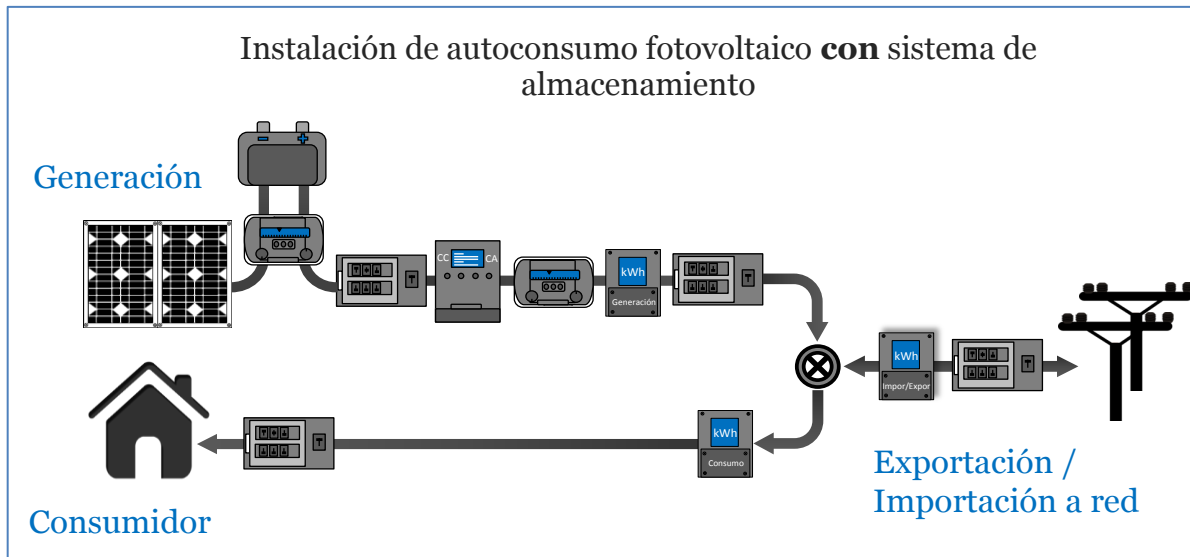 Instalación de autoconsumo fotovoltaico con sistema de
almacenamiento
Generación
CC
CA
kWh
Generación
kWh
Impor/Expor
kWh
Consumo
Consumidor
Exportación /
Importación a red